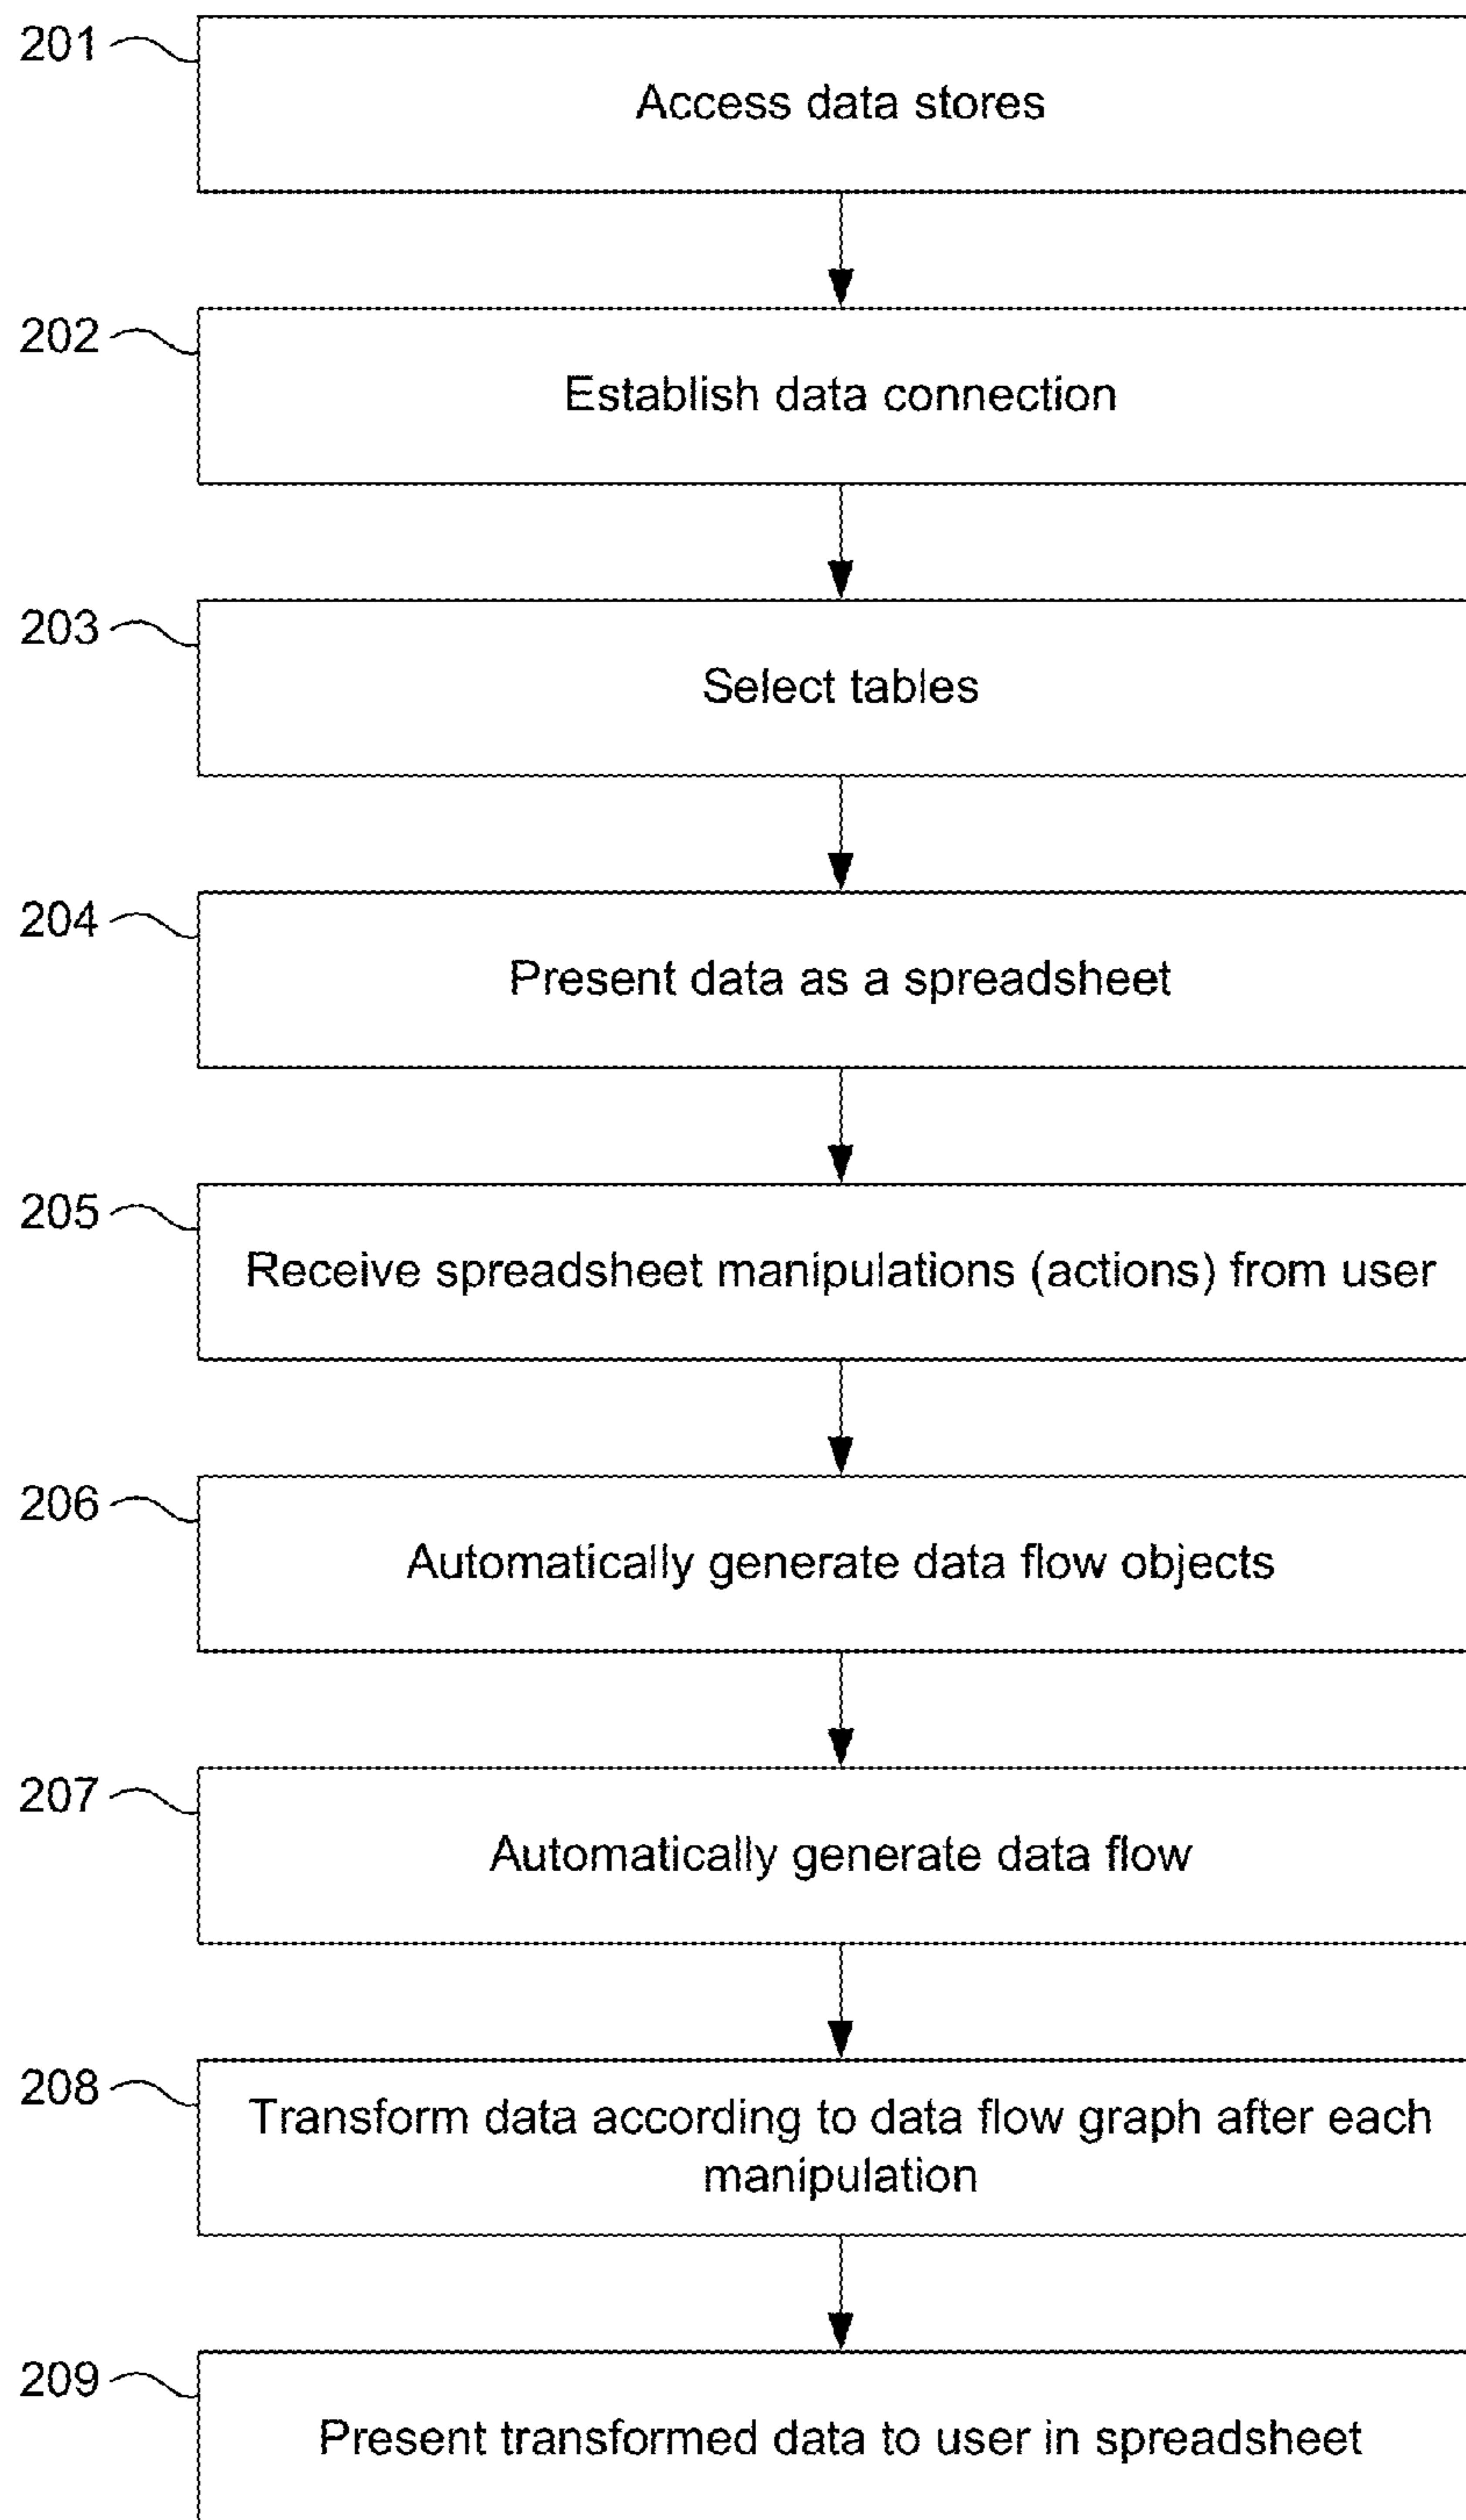 201
Access data stores
202
Establish data connection
203
Select tables
204
Present data as a spreadsheet
205
Receive spreadsheet manipulations (actions) from user
206
Automatically generate data flow objects
207
Automatically generate data flow
208
Transform data according to data flow graph after each
manipulation
209
Present transformed data to user in spreadsheet